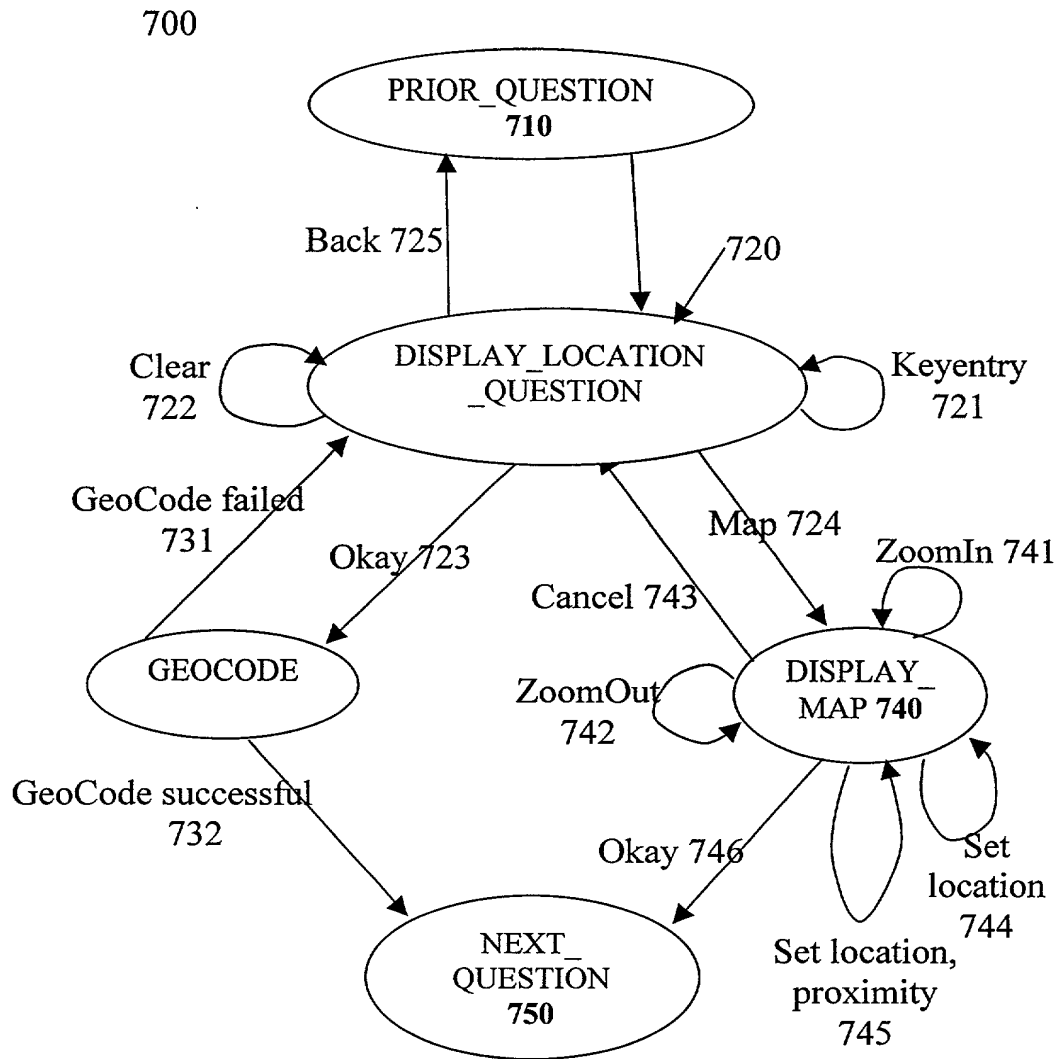 700
PRIOR_QUESTION
710
Back 725
720
Clear
722
DISPLAY_LOCATION
_QUESTION
Keyentry
721
GeoCode failed
731
Okay 723
Map 724
Cancel 743
ZoomIn 741
GEOCODE
ZoomOut
742
DISPLAY_
MAP 740
GeoCode successful
732
Okay 746
Set
location
744
NEXT_
QUESTION
750
Set location,
proximity
745